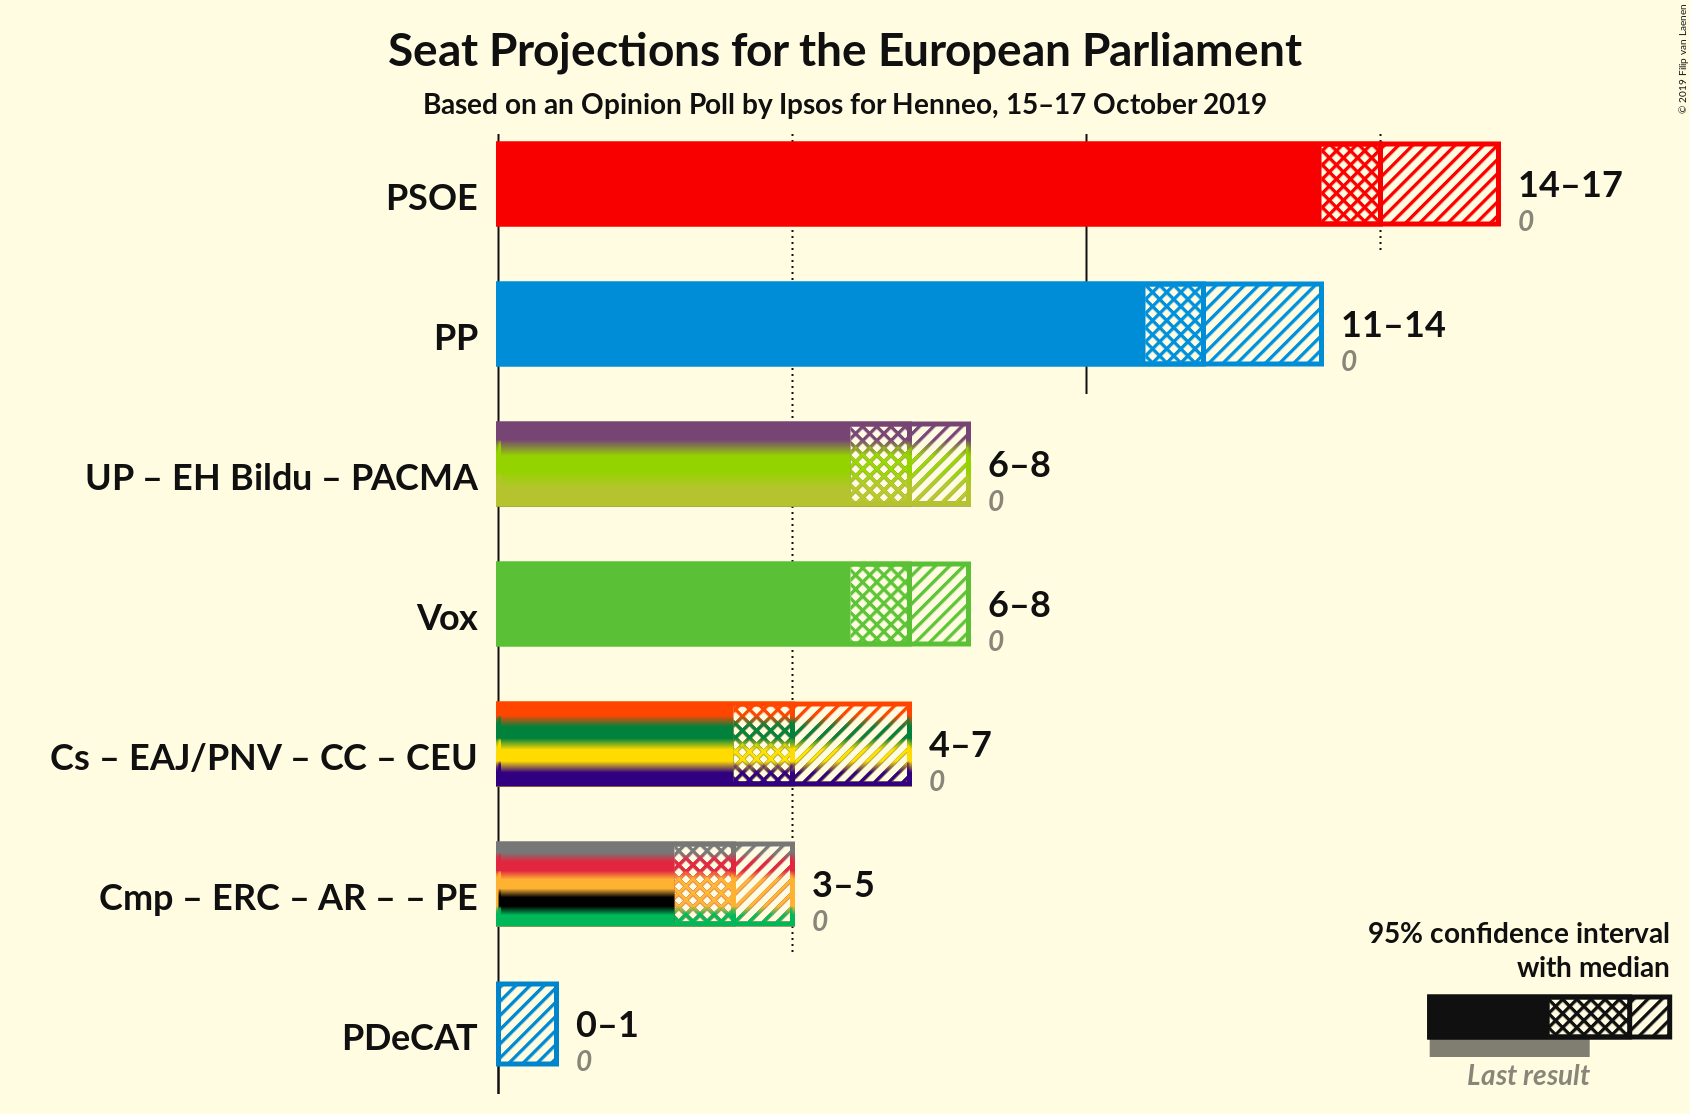 Seat Projections for the European Parliament
Based on an Opinion Poll by Ipsos for Henneo, 15–17 October 2019
© 2019 Filip van Laenen
PSOE
14–17
0
PP
11–14
0
UP – EH Bildu – PACMA
6–8
0
Vox
6–8
0
Cs – EAJ/PNV – CC – CEU
4–7
0
Cmp – ERC – AR – – PE
3–5
0
PDeCAT
0–1
0
95% confidence interval
with median
Last result